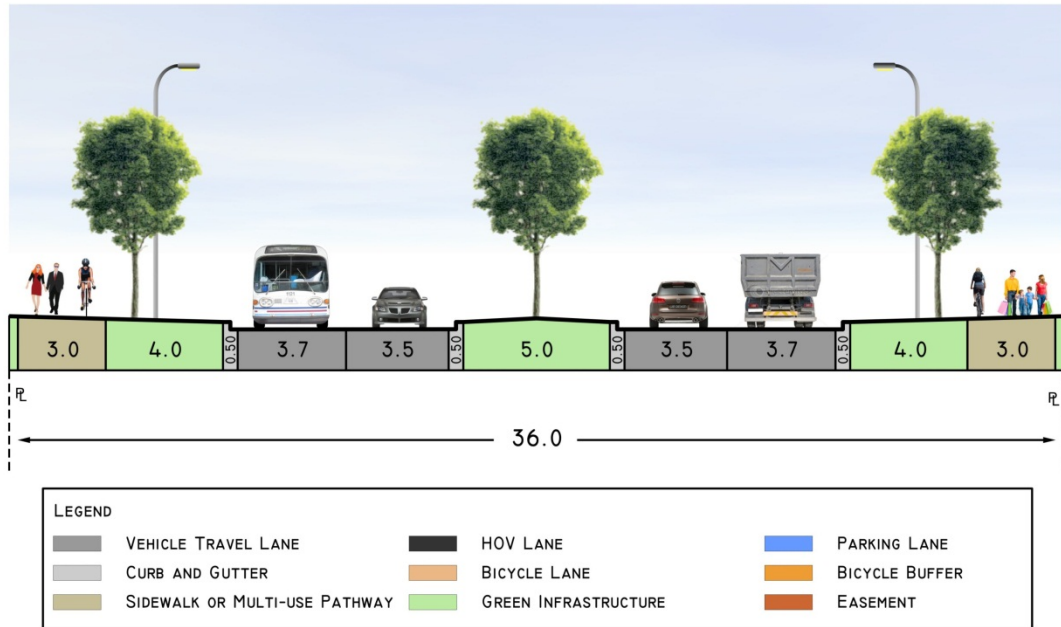 3.0 4.0 0.50 3.7 3.5 0.50 5.0 0.50 3.5 3.7 0.50 4.0 3.0
PL PL
36.0
LEGEND
VEHICLE TRAVEL LANE HOV LANE PARKING LANE
CURB AND GUTTER BICYCLE LANE BICYCLE BUFFER
SIDEWALK OR MULTI-USE PATHWAY GREEN INFRASTRUCTURE EASEMENT